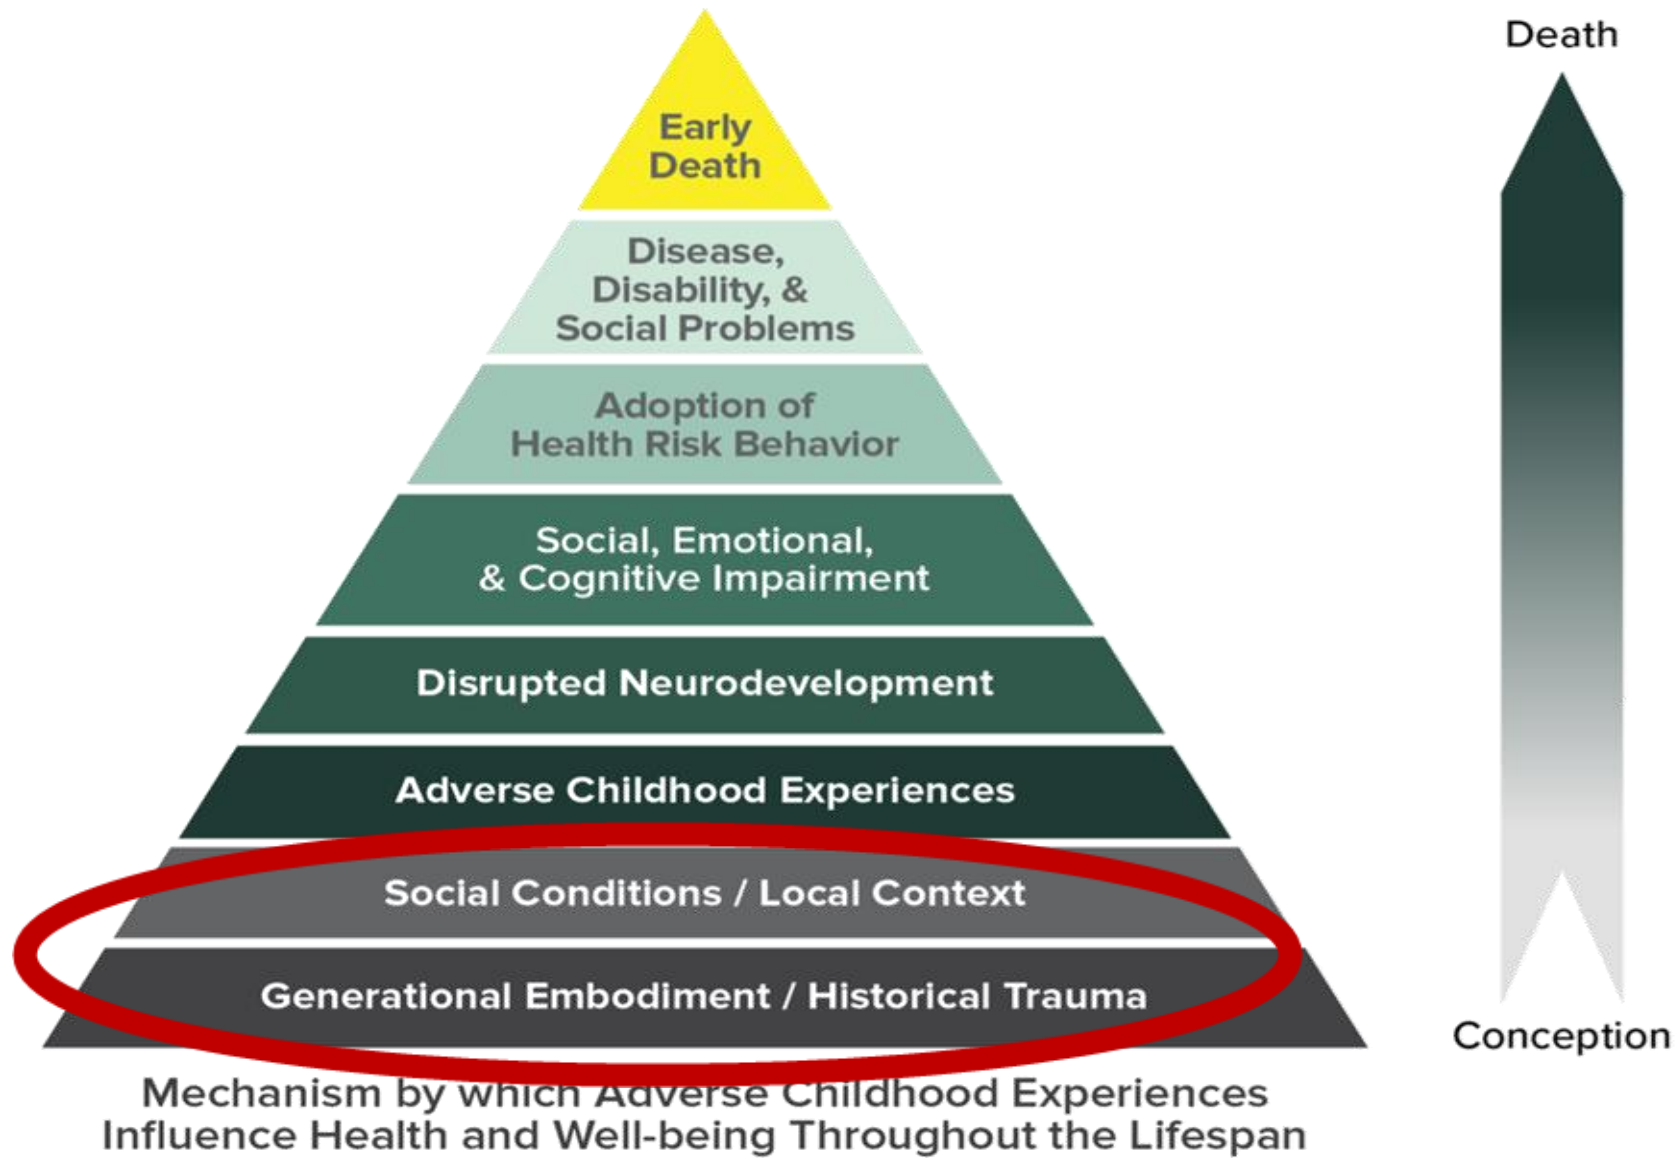 Death
Early
Death
Disease,
Disability, &
Social Problems
Adoption of
Health Risk Behavior
Social, Emotional,
& Cognitive Impairment
Disrupted Neurodevelopment
Adverse Childhood Experiences
Social Conditions / Local Context
Generational Embodiment / Historical Trauma
Conception
Mechanism by which Adverse Childhood Experiences
Influence Health and Well-being Throughout the Lifespan